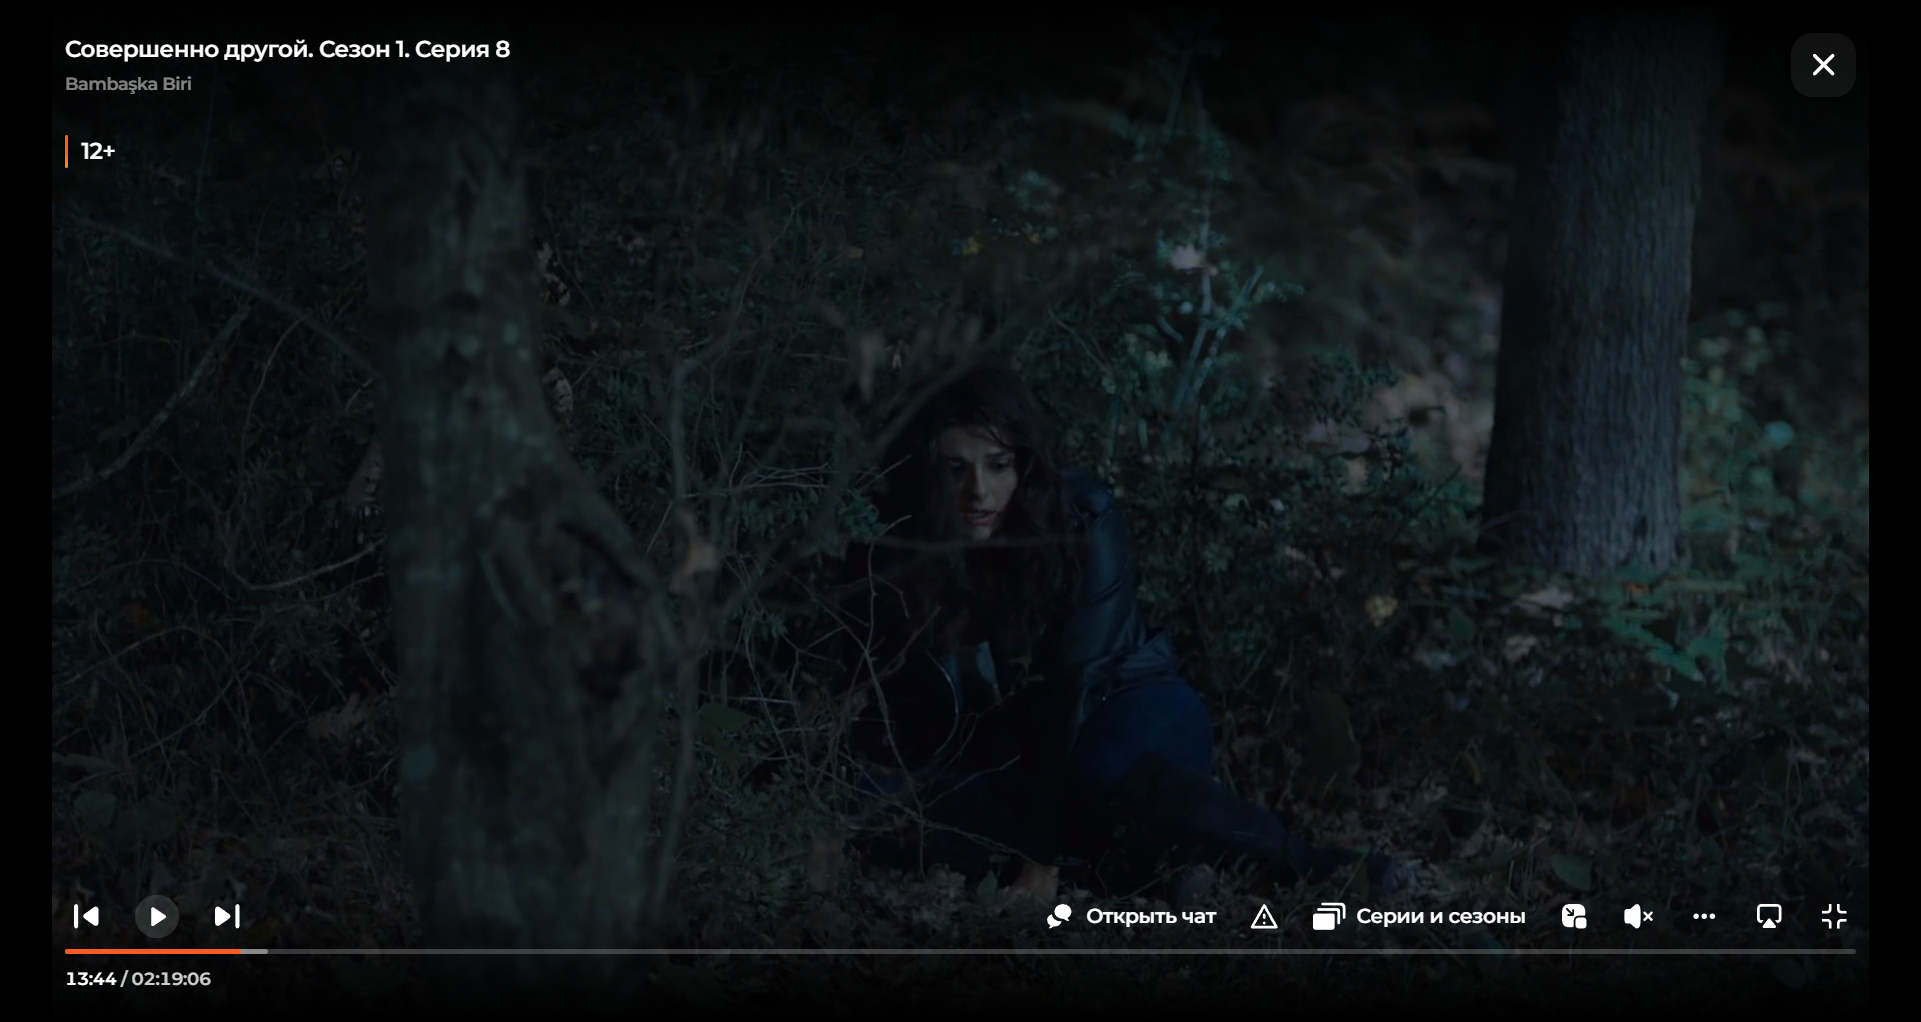 Совершенно другой. Сезон 1. Серия 8
Bambaşka Biri
12+
Открыть чат
Серии и сезоны
13:44 / 02:19:06